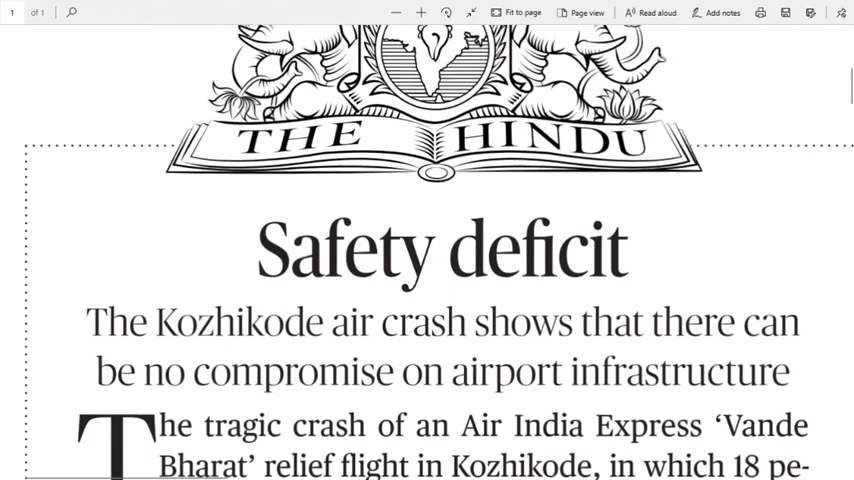 1 of 1 Fit to page Page view Read aloud Add notes
THE HINDU
Safety deficit
The Kozhikode air crash shows that there can
be no compromise on airport infrastructure
The tragic crash of an Air India Express ‘Vande
Bharat’ relief flight in Kozhikode, in which 18 pe-